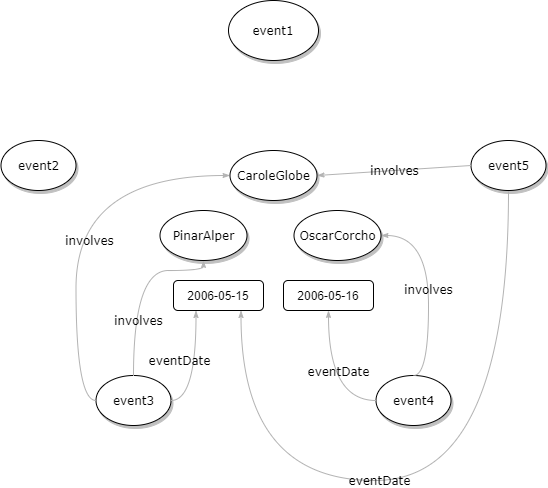 event1
event2
CaroleGlobe
involves
event5
PinarAlper
OscarCorcho
involves
2006-05-15
2006-05-16
involves
involves
eventDate
eventDate
event3
event4
eventDate